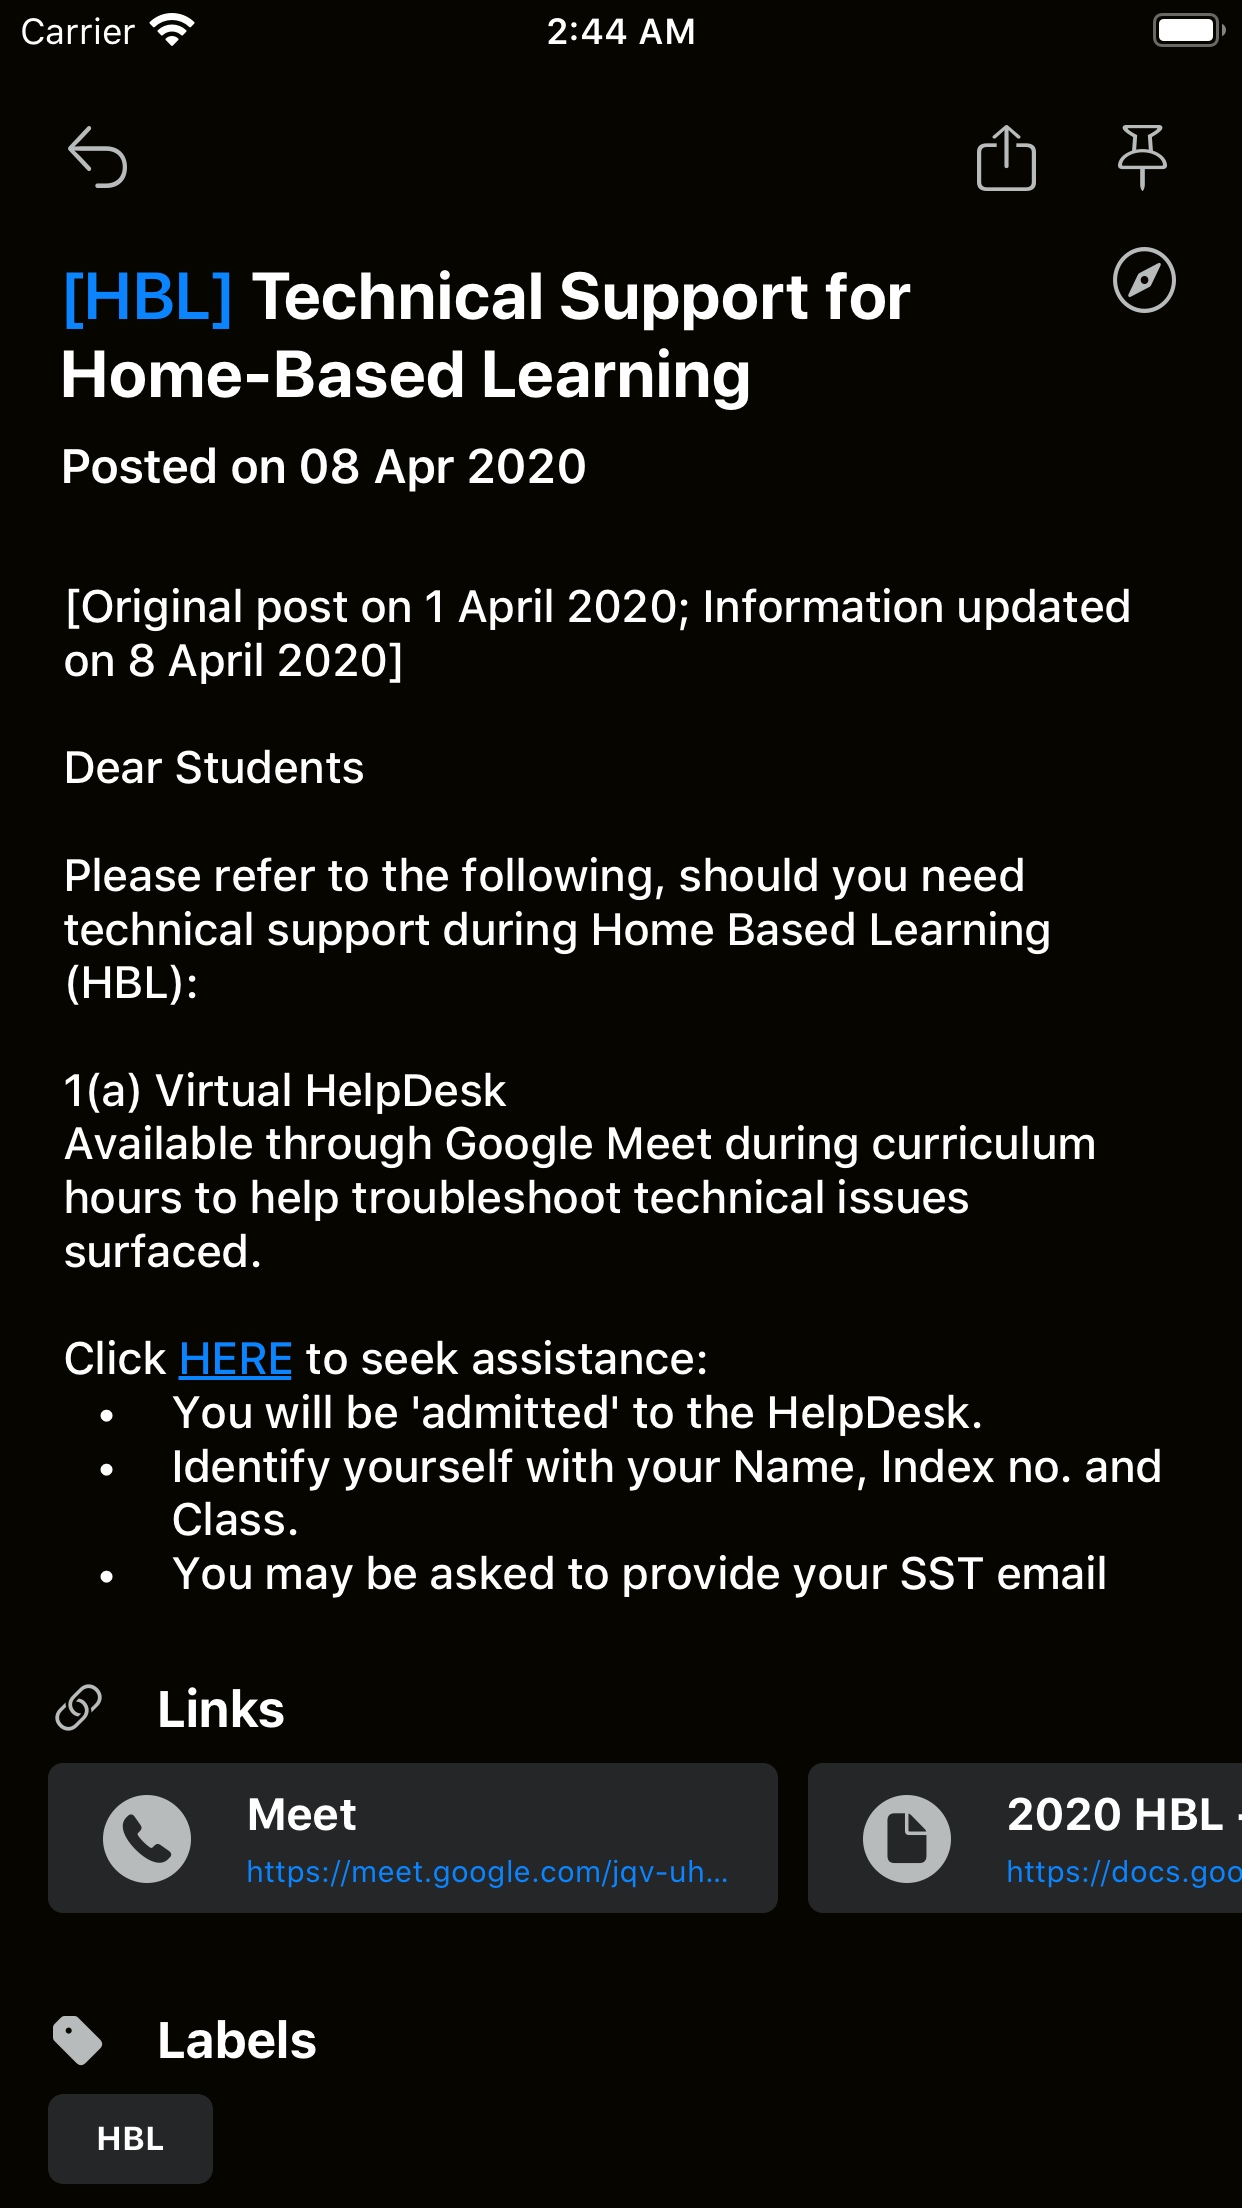 Carrier
2:44 AM
[HBL] Technical Support for
Home-Based Learning
Posted on 08 Apr 2020
[Original post on 1 April 2020; Information updated
on 8 April 2020]
Dear Students
Please refer to the following, should you need
technical support during Home Based Learning
(HBL):
1(a) Virtual HelpDesk
Available through Google Meet during curriculum
hours to help troubleshoot technical issues
surfaced.
Click HERE to seek assistance:
• You will be 'admitted' to the HelpDesk.
• Identify yourself with your Name, Index no. and
Class.
• You may be asked to provide your SST email
Links
Meet
https://meet.google.com/jqv-uh...
2020 HBL -
https://docs.goo
Labels
HBL